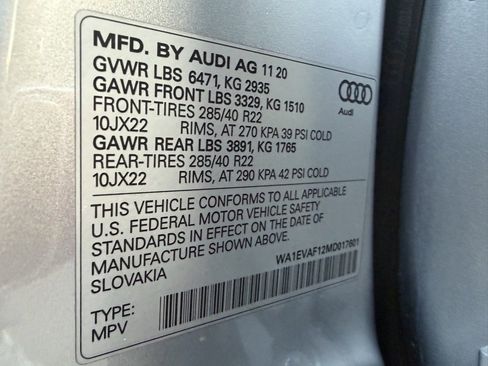 MFD. BY AUDI AG 11 20
GVWR LBS 6471, KG 2935
GAWR FRONT LBS 3329, KG 1510
FRONT-TIRES 285/40 R22
10JX22 RIMS, AT 270 KPA 39 PSI COLD
GAWR REAR LBS 3891, KG 1765
REAR-TIRES 285/40 R22
10JX22 RIMS, AT 290 KPA 42 PSI COLD
THIS VEHICLE CONFORMS TO ALL APPLICABLE
U.S. FEDERAL MOTOR VEHICLE SAFETY
STANDARDS IN EFFECT ON THE DATE OF
MANUFACTURE SHOWN ABOVE.
SLOVAKIA
WA1EVAF12MD017601
TYPE:
MPV
Audi